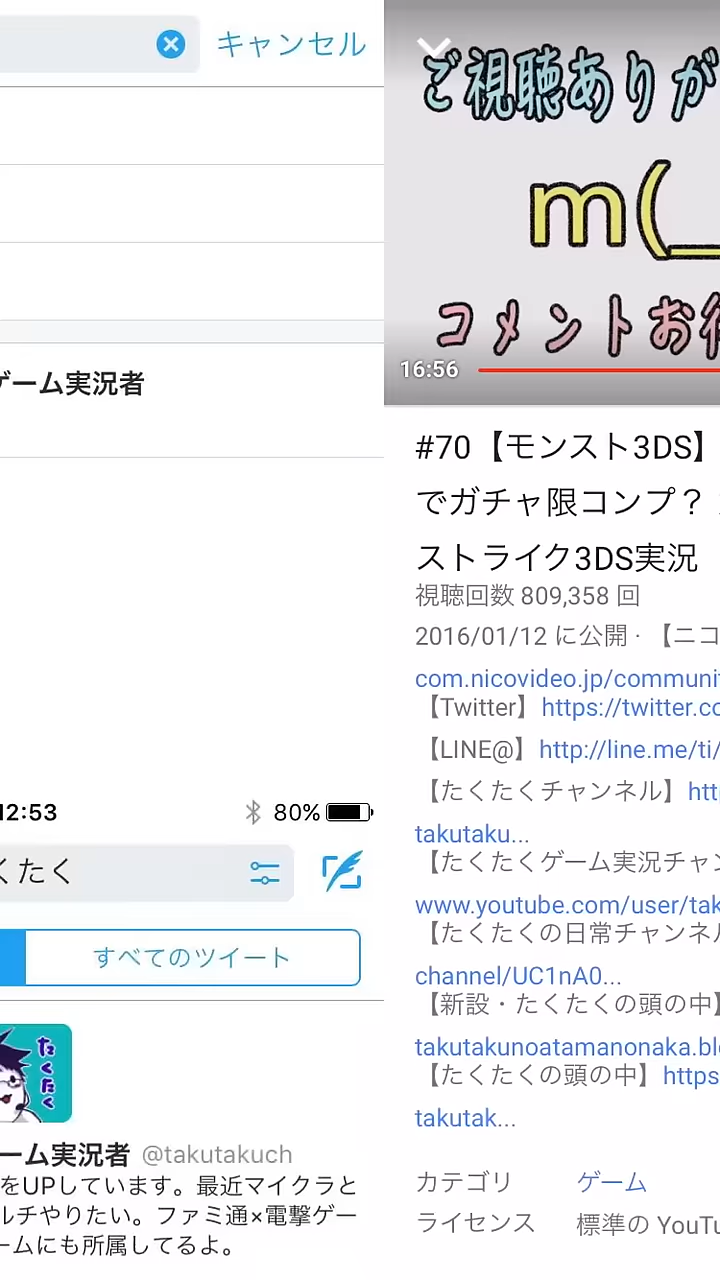 キャンセル
ゲーム実況者
12:53
80%
くたく
すべてのツイート
たくたく
ーム実況者 @takutakuch
をUPしています。最近マイクラと
ルチやりたい。ファミ通×電撃ゲー
ームにも所属してるよ。
ご視聴ありが
m(_
コメントお待
16:56
#70【モンスト3DS】
でガチャ限コンプ？
ストライク3DS実況
視聴回数 809,358 回
2016/01/12 に公開 · 【ニコ
com.nicovideo.jp/communi
【Twitter】https://twitter.co
【LINE@】http://line.me/ti/
【たくたくチャンネル】htt
takutaku...
【たくたくゲーム実況チャン
www.youtube.com/user/tak
【たくたくの日常チャンネル
channel/UC1nA0...
【新設・たくたくの頭の中】
takutakunoatamanonaka.blo
【たくたくの頭の中】https
takutak...
カテゴリ ゲーム
ライセンス 標準の YouTu